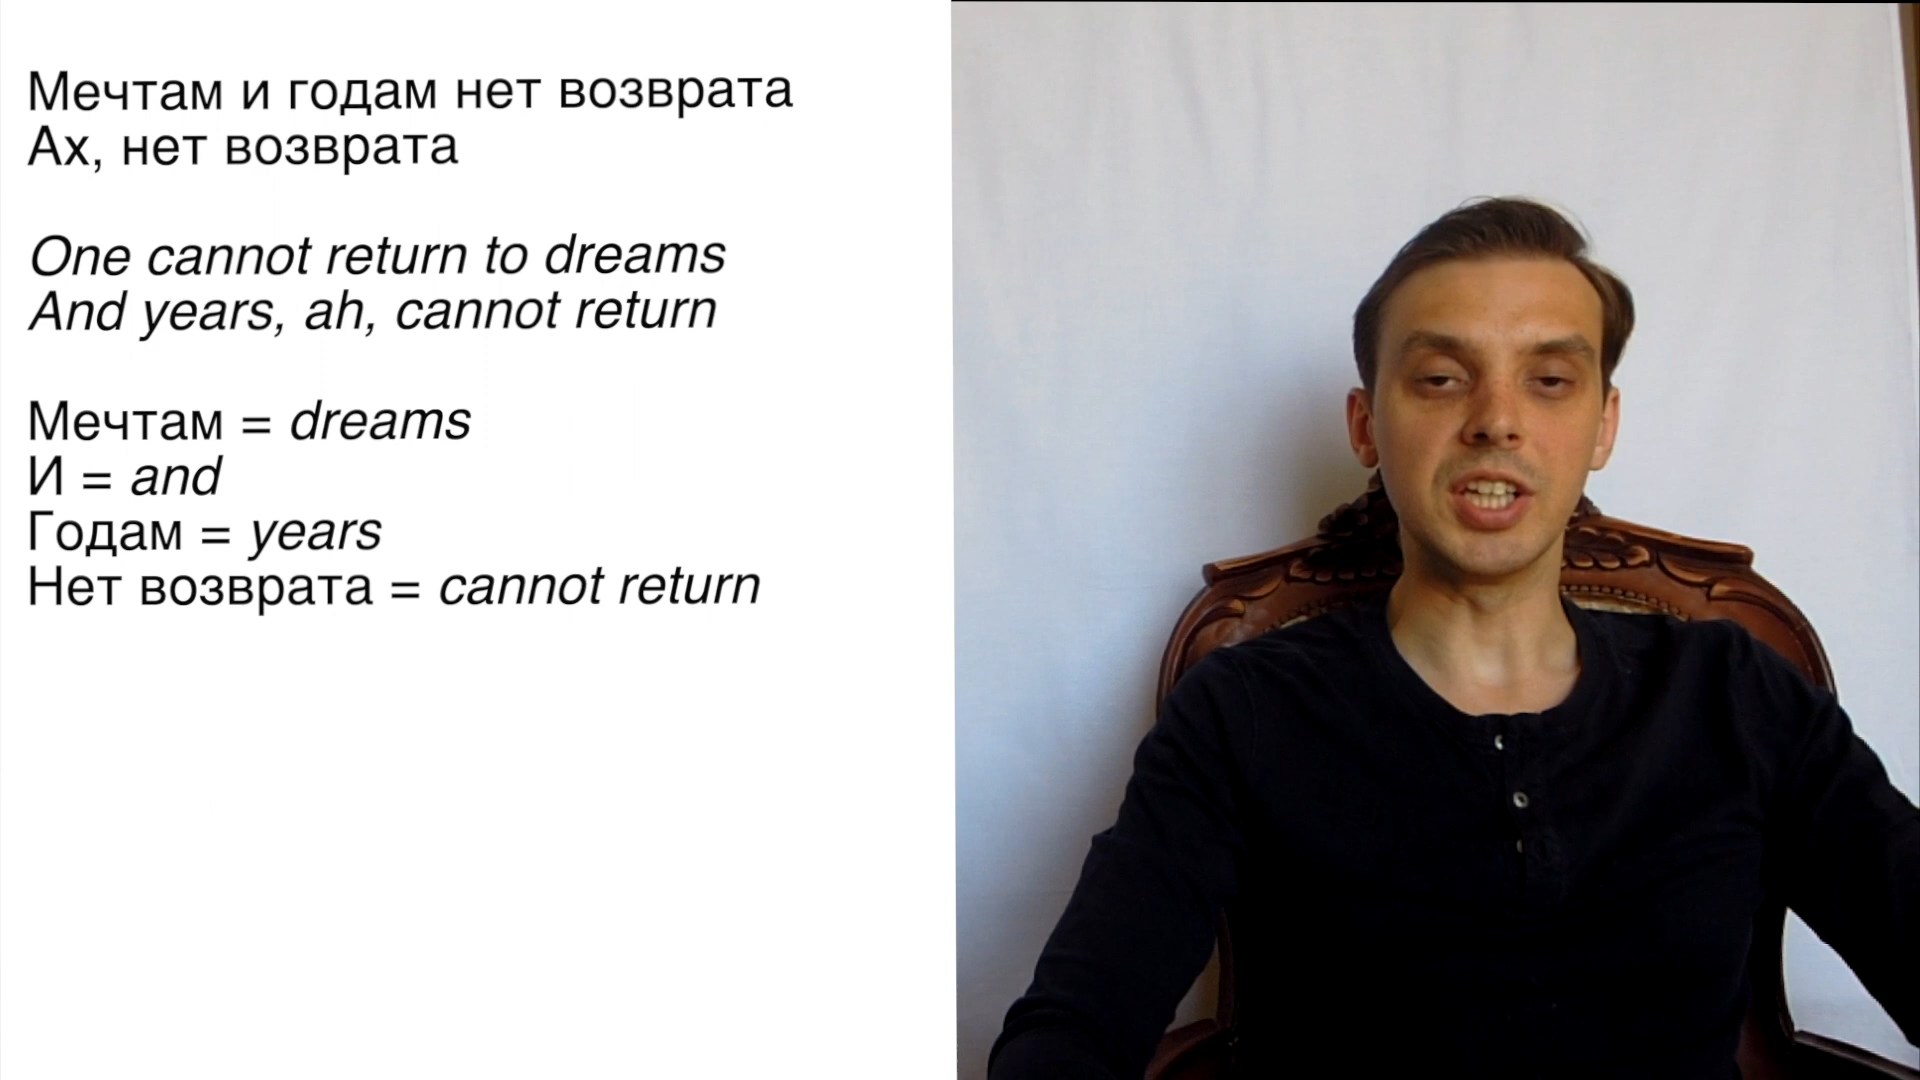 Мечтам и годам нет возврата
Ах, нет возврата
One cannot return to dreams
And years, ah, cannot return
Мечтам = dreams
И = and
Годам = years
Нет возврата = cannot return